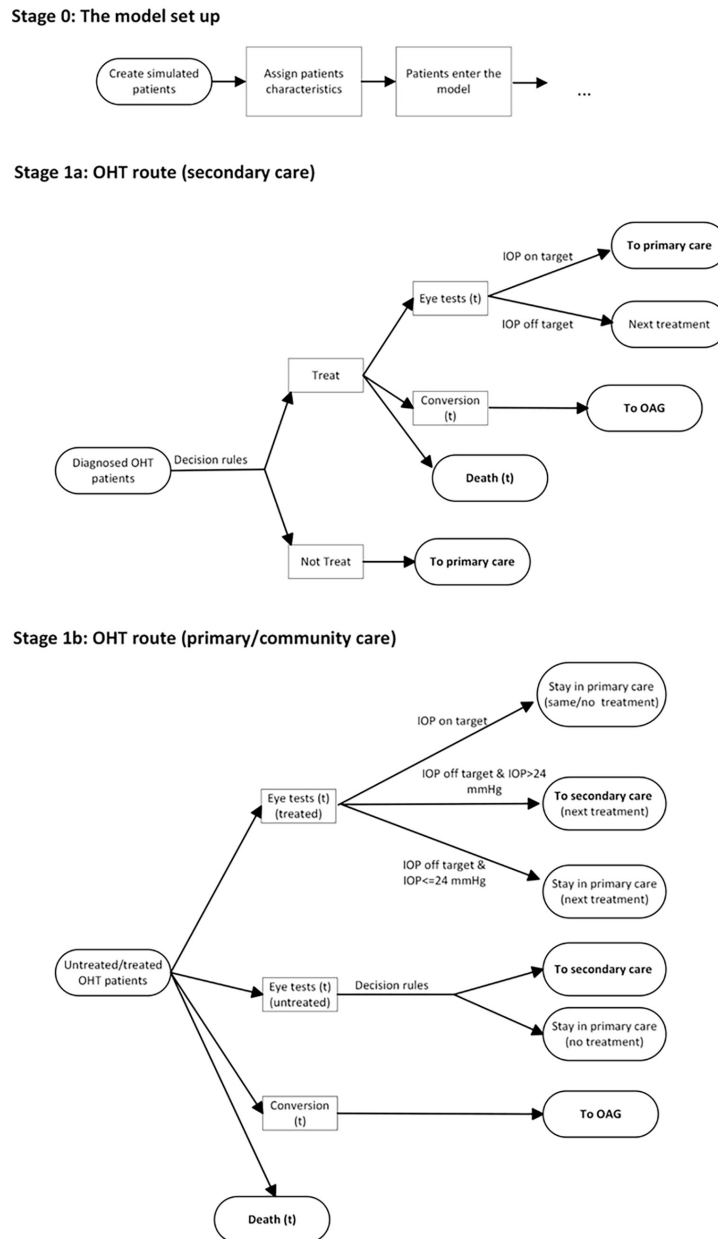 Stage 0: The model set up
Create simulated
patients
Assign patients
characteristics
Patients enter the
model
...
Stage 1a: OHT route (secondary care)
To primary care
IOP on target
Eye tests (t)
IOP off target
Next treatment
Treat
Conversion
(t)
To OAG
Diagnosed OHT
patients
Decision rules
Death (t)
Not Treat
To primary care
Stage 1b: OHT route (primary/community care)
Stay in primary care
(same/no treatment)
IOP on target
IOP off target & IOP>24
mmHg
Eye tests (t)
(treated)
To secondary care
(next treatment)
IOP off target &
IOP<=24 mmHg
Stay in primary care
(next treatment)
Untreated/treated
OHT patients
Eye tests (t)
(untreated)
Decision rules
To secondary care
Stay in primary care
(no treatment)
Conversion
(t)
To OAG
Death (t)